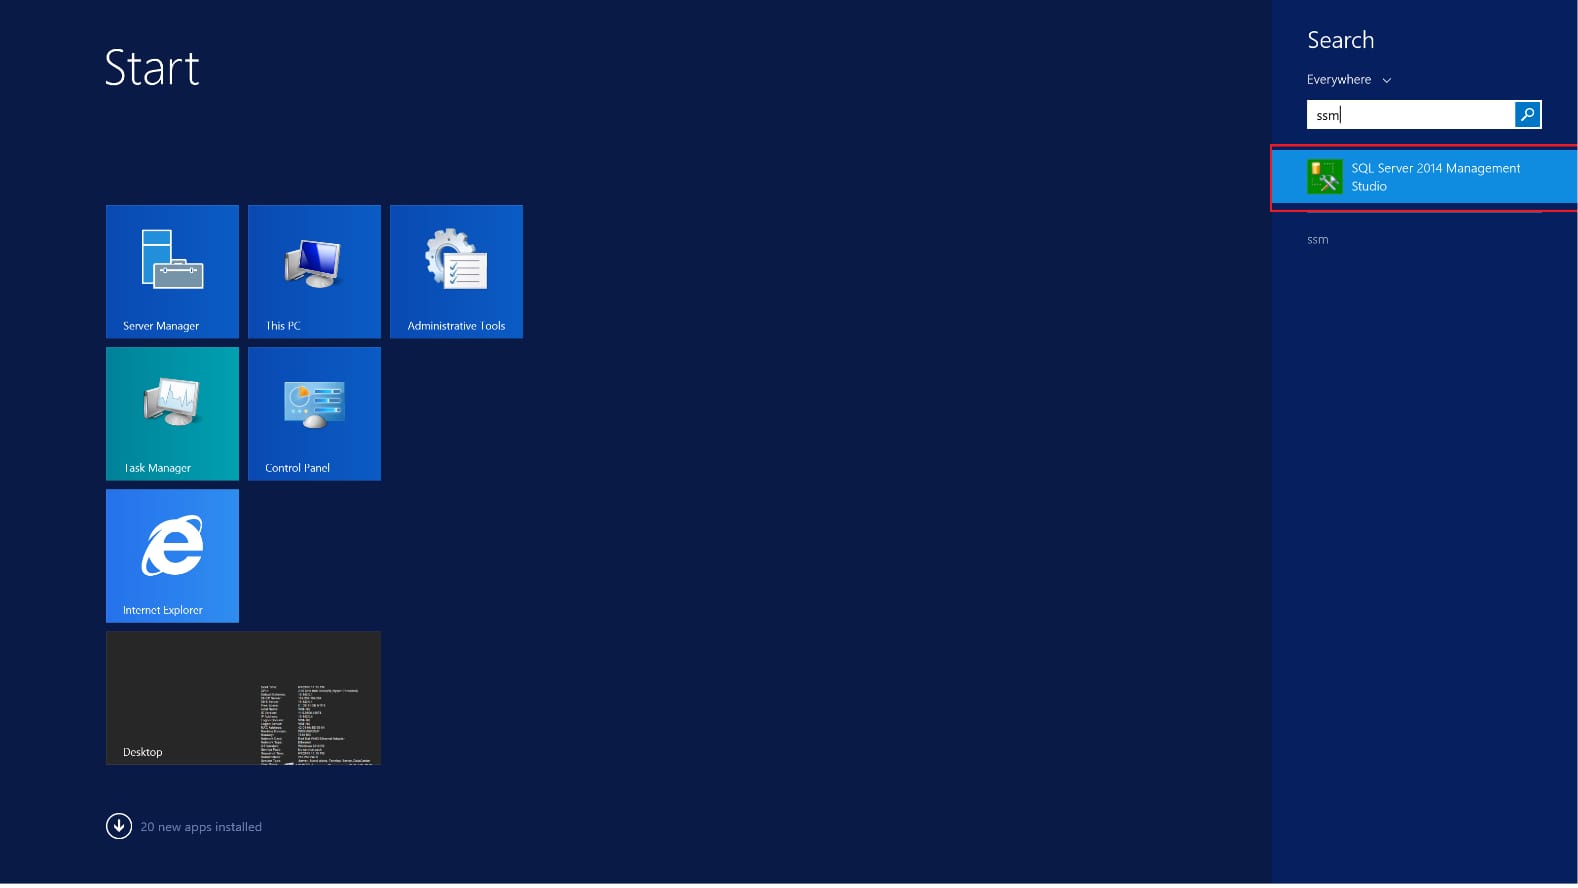 Start
Search
Everywhere
ssm
SQL Server 2014 Management
Studio
ssm
Server Manager
This PC
Administrative Tools
Task Manager
Control Panel
Internet Explorer
Desktop
20 new apps installed